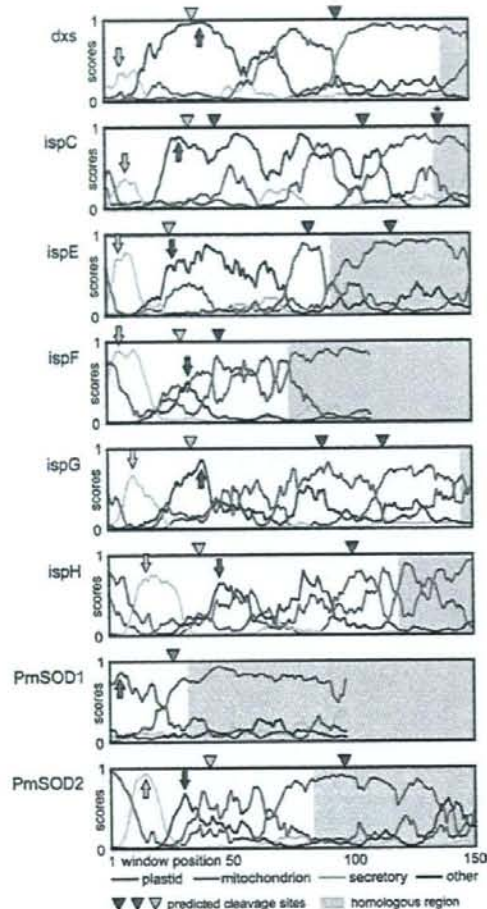 dxs
1
scores
0
*
ispC
1
scores
0
ispE
1
scores
0
ispF
1
scores
0
ispG
1
scores
0
ispH
1
scores
0
PmSOD1
1
scores
0
PmSOD2
1
scores
0
1 window position 50 100 150
plastid mitochondrion secretory other
predicted cleavage sites homologous region